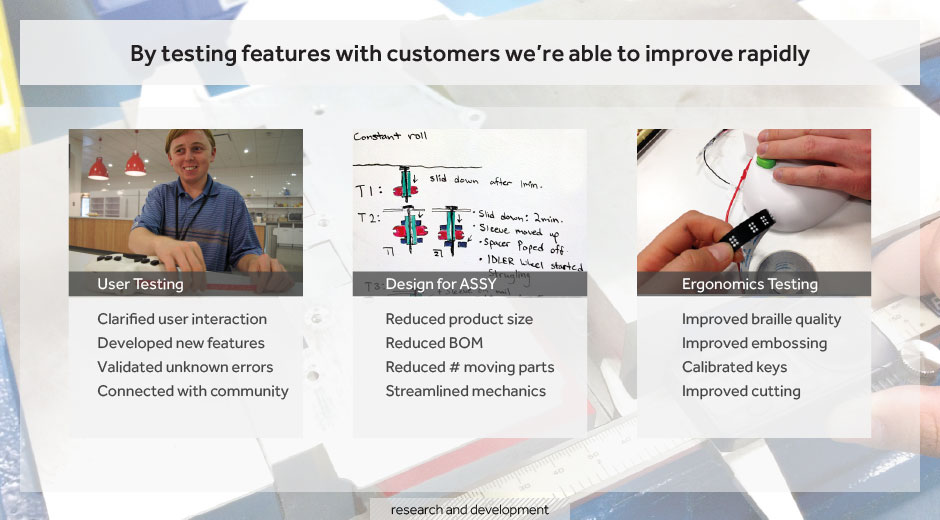 By testing features with customers we're able to improve rapidly
User Testing
Clarified user interaction
Developed new features
Validated unknown errors
Connected with community
Constant roll
T1: slid down after 1min.
T2:
• Slid down: 2min.
• Sleeve moved up
• Spacer Poped off
• IDLER Wheel started
Strugling
T3:
Design for ASSY
Reduced product size
Reduced BOM
Reduced # moving parts
Streamlined mechanics
Ergonomics Testing
Improved braille quality
Improved embossing
Calibrated keys
Improved cutting
research and development